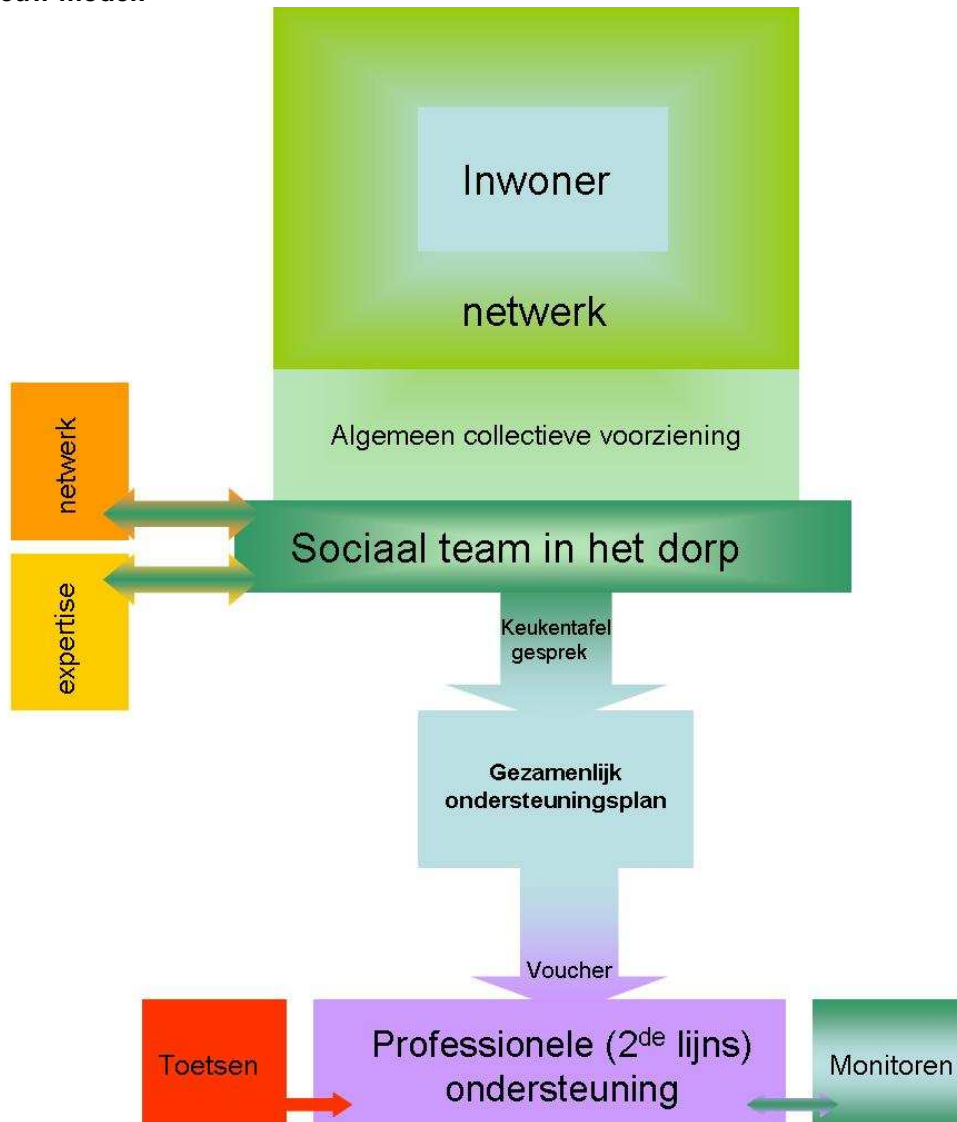 Inwoner
netwerk
Algemeen collectieve voorziening
netwerk
Sociaal team in het dorp
expertise
Keukentafel
gesprek
Gezamenlijk
ondersteuningsplan
Voucher
Toetsen
Professionele (2de lijns)
ondersteuning
Monitoren